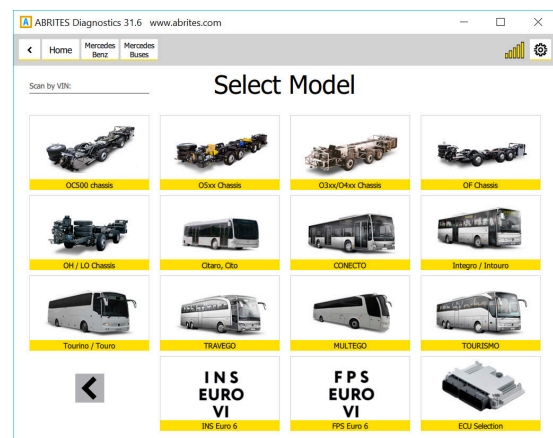 ABRITES Diagnostics 31.6 www.abrites.com
Home
Mercedes
Benz
Mercedes
Buses
Scan by VIN:
Select Model
OC500 chassis
O5xx Chassis
O3xx/O4xx Chassis
OF Chassis
OH / LO Chassis
Citaro, Cito
CONECTO
Integro / Intouro
Tourino / Touro
TRAVEGO
MULTEGO
TOURISMO
INS
EURO
VI
INS Euro 6
FPS
EURO
VI
FPS Euro 6
ECU Selection